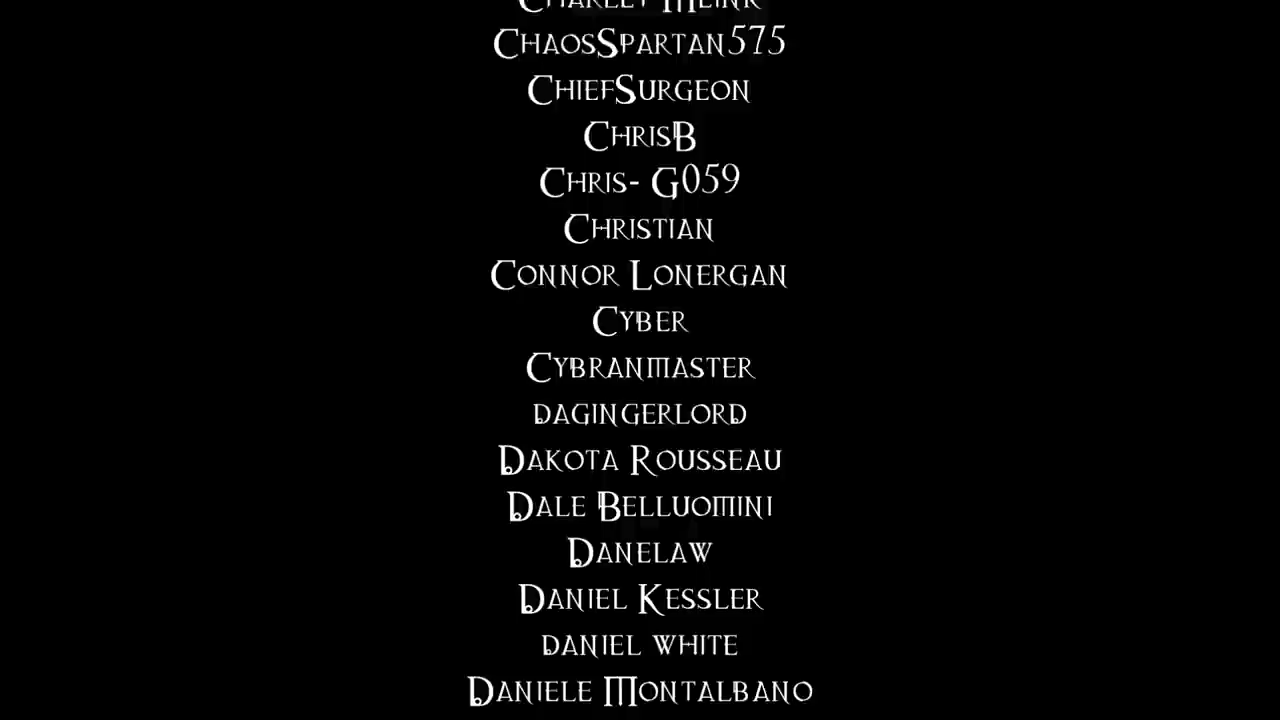 ChaosSpartan575
ChiefSurgeon
ChrisB
Chris- G059
Christian
Connor Lonergan
Cyber
Cybranmaster
dagingerlord
Dakota Rousseau
Dale Belluomini
Danelaw
Daniel Kessler
daniel white
Daniele Montalbano